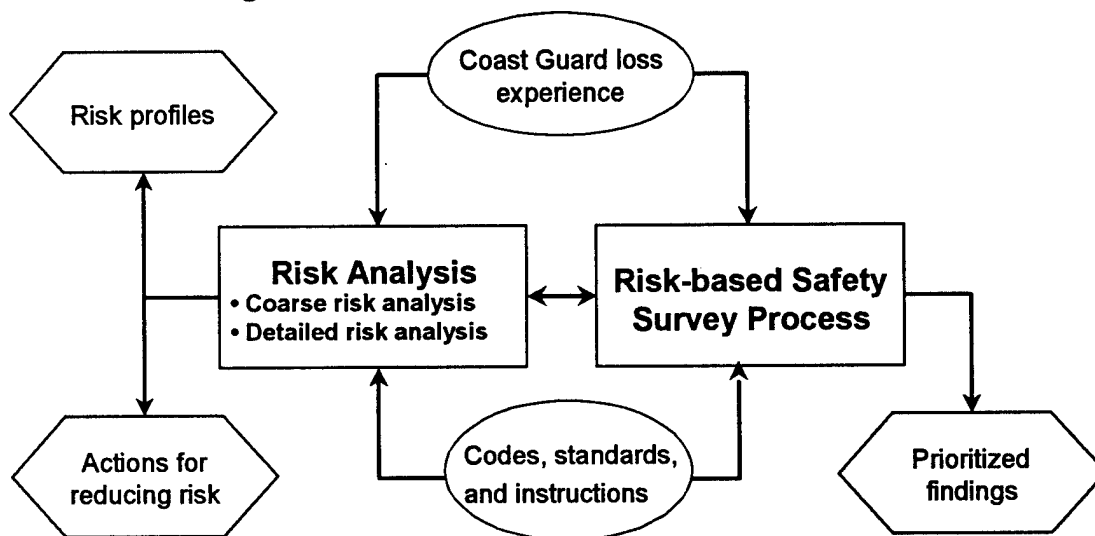 Coast Guard loss
experience
Risk profiles
Risk Analysis
• Coarse risk analysis
• Detailed risk analysis
Risk-based Safety
Survey Process
Actions for
reducing risk
Codes, standards,
and instructions
Prioritized
findings